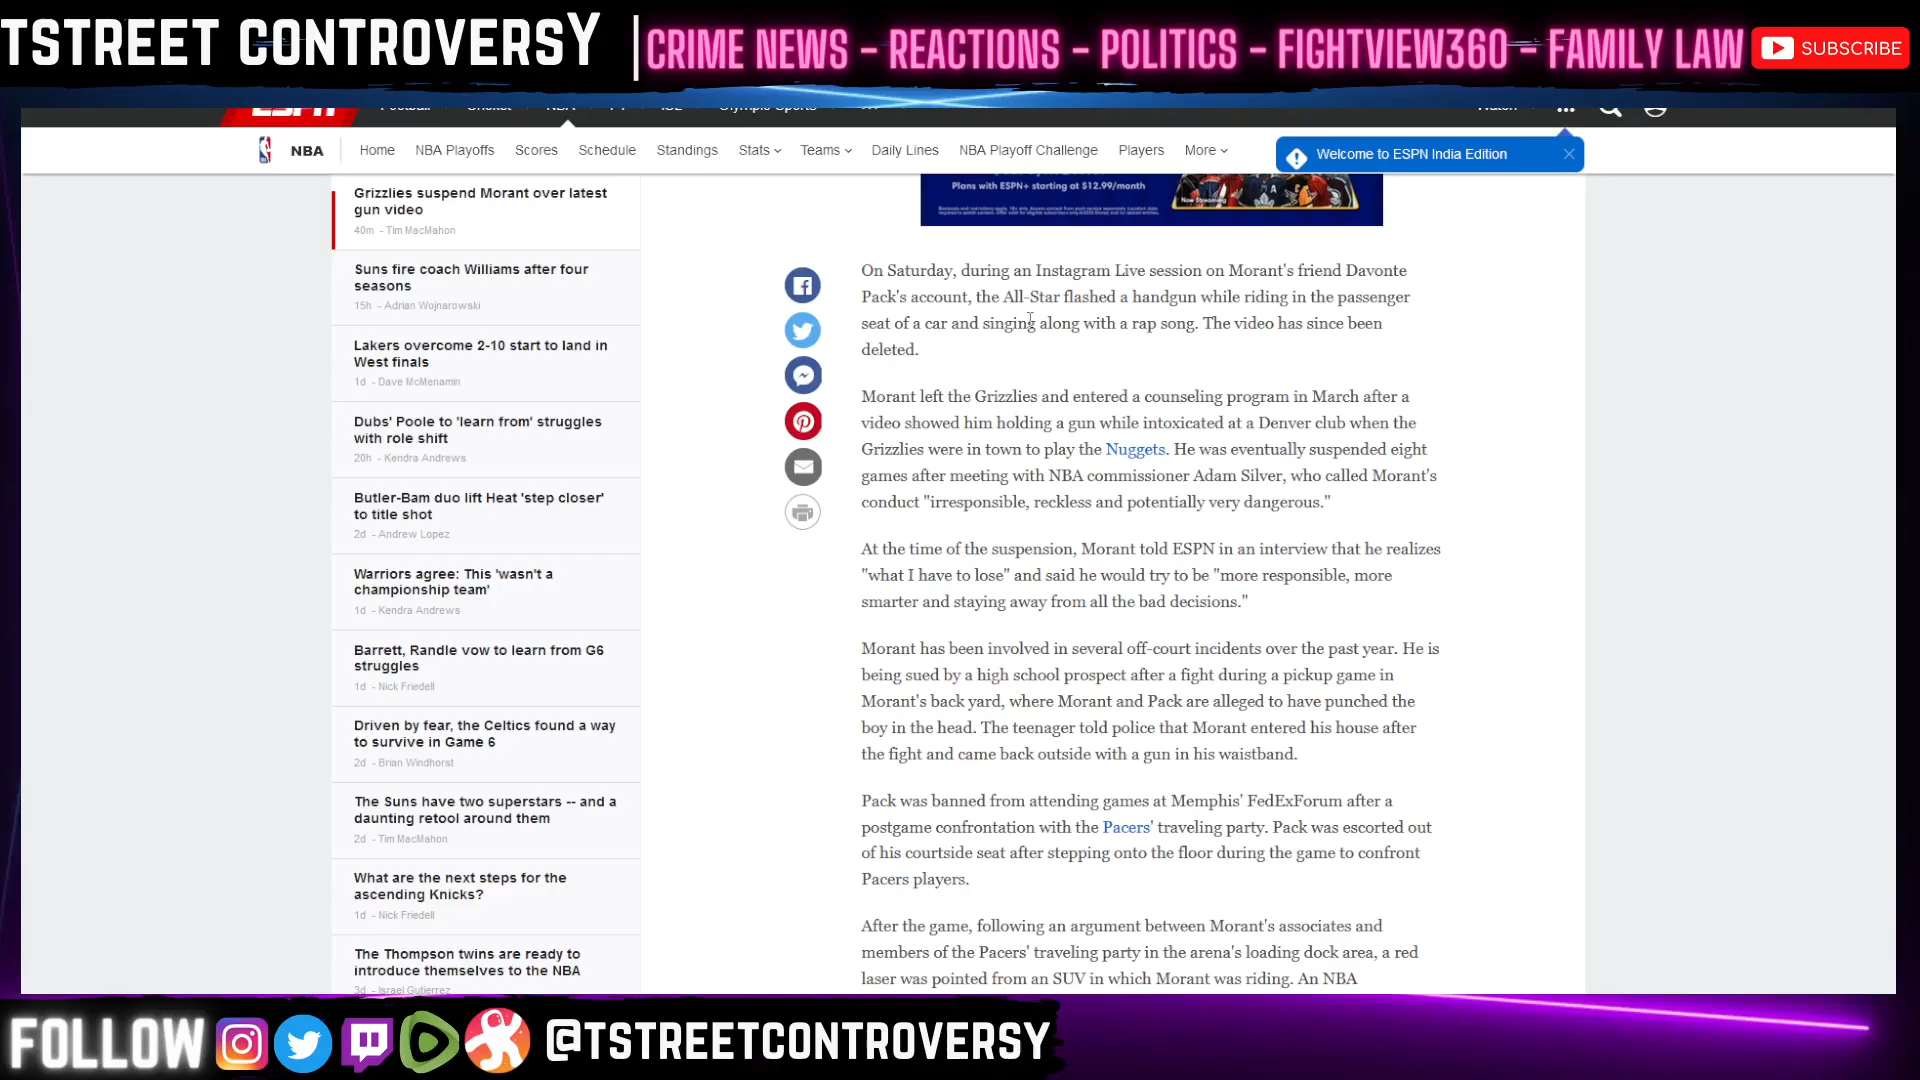 TSTREET CONTROVERSY
CRIME NEWS – REACTIONS – POLITICS – FIGHTVIEW360 – FAMILY LAW
SUBSCRIBE
NBA
Home
NBA Playoffs
Scores
Schedule
Standings
Stats
Teams
Daily Lines
NBA Playoff Challenge
Players
More
Welcome to ESPN India Edition
Grizzlies suspend Morant over latest
gun video
40m - Tim MacMahon
Suns fire coach Williams after four
seasons
15h - Adrian Wojnarowski
Lakers overcome 2-10 start to land in
West finals
1d - Dave McMenamin
Dubs' Poole to 'learn from' struggles
with role shift
20h - Kendra Andrews
Butler-Bam duo lift Heat 'step closer'
to title shot
2d - Andrew Lopez
Warriors agree: This 'wasn't a
championship team'
1d - Kendra Andrews
Barrett, Randle vow to learn from G6
struggles
1d - Nick Friedell
Driven by fear, the Celtics found a way
to survive in Game 6
2d - Brian Windhorst
The Suns have two superstars -- and a
daunting retool around them
2d - Tim MacMahon
What are the next steps for the
ascending Knicks?
1d - Nick Friedell
The Thompson twins are ready to
introduce themselves to the NBA
3d - Israel Gutierrez
Plans with ESPN+ starting at $12.99/month
Now Streaming
On Saturday, during an Instagram Live session on Morant's friend Davonte
Pack's account, the All-Star flashed a handgun while riding in the passenger
seat of a car and singing along with a rap song. The video has since been
deleted.
Morant left the Grizzlies and entered a counseling program in March after a
video showed him holding a gun while intoxicated at a Denver club when the
Grizzlies were in town to play the Nuggets. He was eventually suspended eight
games after meeting with NBA commissioner Adam Silver, who called Morant's
conduct "irresponsible, reckless and potentially very dangerous."
At the time of the suspension, Morant told ESPN in an interview that he realizes
"what I have to lose" and said he would try to be "more responsible, more
smarter and staying away from all the bad decisions."
Morant has been involved in several off-court incidents over the past year. He is
being sued by a high school prospect after a fight during a pickup game in
Morant's back yard, where Morant and Pack are alleged to have punched the
boy in the head. The teenager told police that Morant entered his house after
the fight and came back outside with a gun in his waistband.
Pack was banned from attending games at Memphis' FedExForum after a
postgame confrontation with the Pacers' traveling party. Pack was escorted out
of his courtside seat after stepping onto the floor during the game to confront
Pacers players.
After the game, following an argument between Morant's associates and
members of the Pacers' traveling party in the arena's loading dock area, a red
laser was pointed from an SUV in which Morant was riding. An NBA
FOLLOW
@TSTREETCONTROVERSY